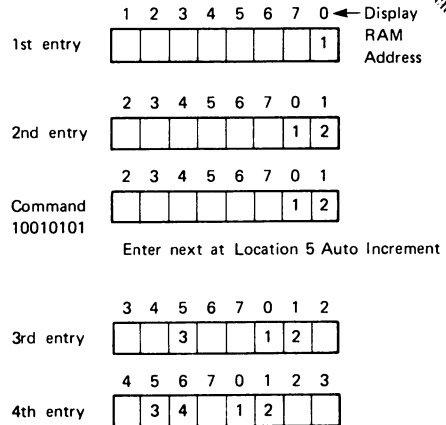 1 2 3 4 5 6 7 0 ← Display
RAM
Address
1st entry 1
2 3 4 5 6 7 0 1
2nd entry 1 2
2 3 4 5 6 7 0 1
Command
10010101
1 2
Enter next at Location 5 Auto Increment
3 4 5 6 7 0 1 2
3rd entry 3 1 2
4 5 6 7 0 1 2 3
4th entry 3 4 1 2